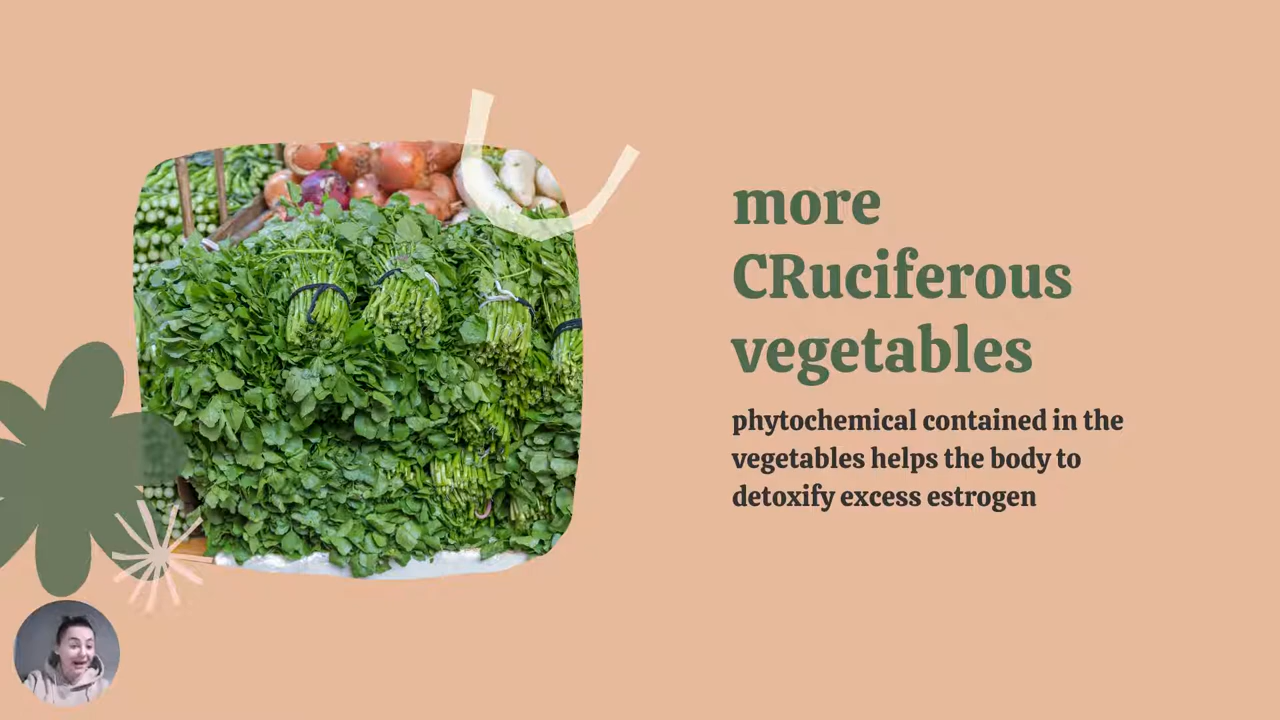 more
CRuciferous
vegetables
phytochemical contained in the
vegetables helps the body to
detoxify excess estrogen